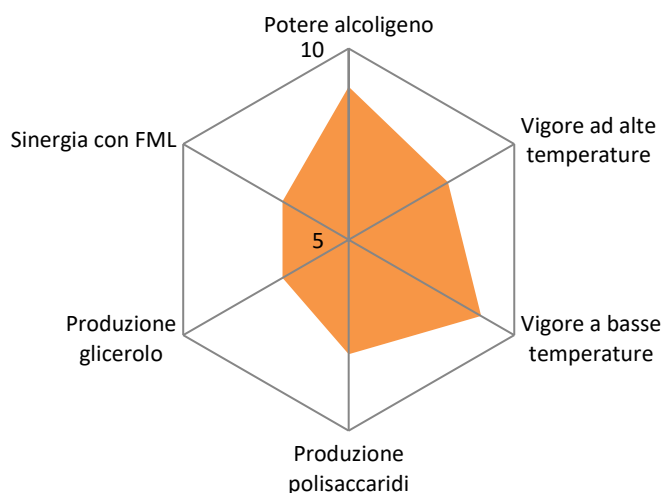 Potere alcoligeno
10
Sinergia con FML
Vigore ad alte
temperature
5
Produzione
glicerolo
Vigore a basse
temperature
Produzione
polisaccaridi